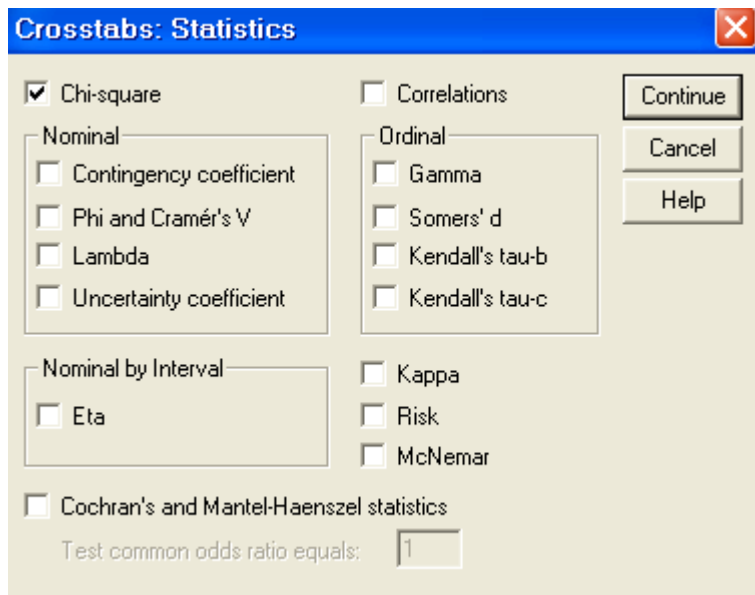 Crosstabs: Statistics
Chi-square
Correlations
Continue
Nominal
Ordinal
Cancel
Contingency coefficient
Gamma
Help
Phi and Cramér's V
Somers' d
Lambda
Kendall's tau-b
Uncertainty coefficient
Kendall's tau-c
Nominal by Interval
Kappa
Eta
Risk
McNemar
Cochran's and Mantel-Haenszel statistics
Test common odds ratio equals: 1